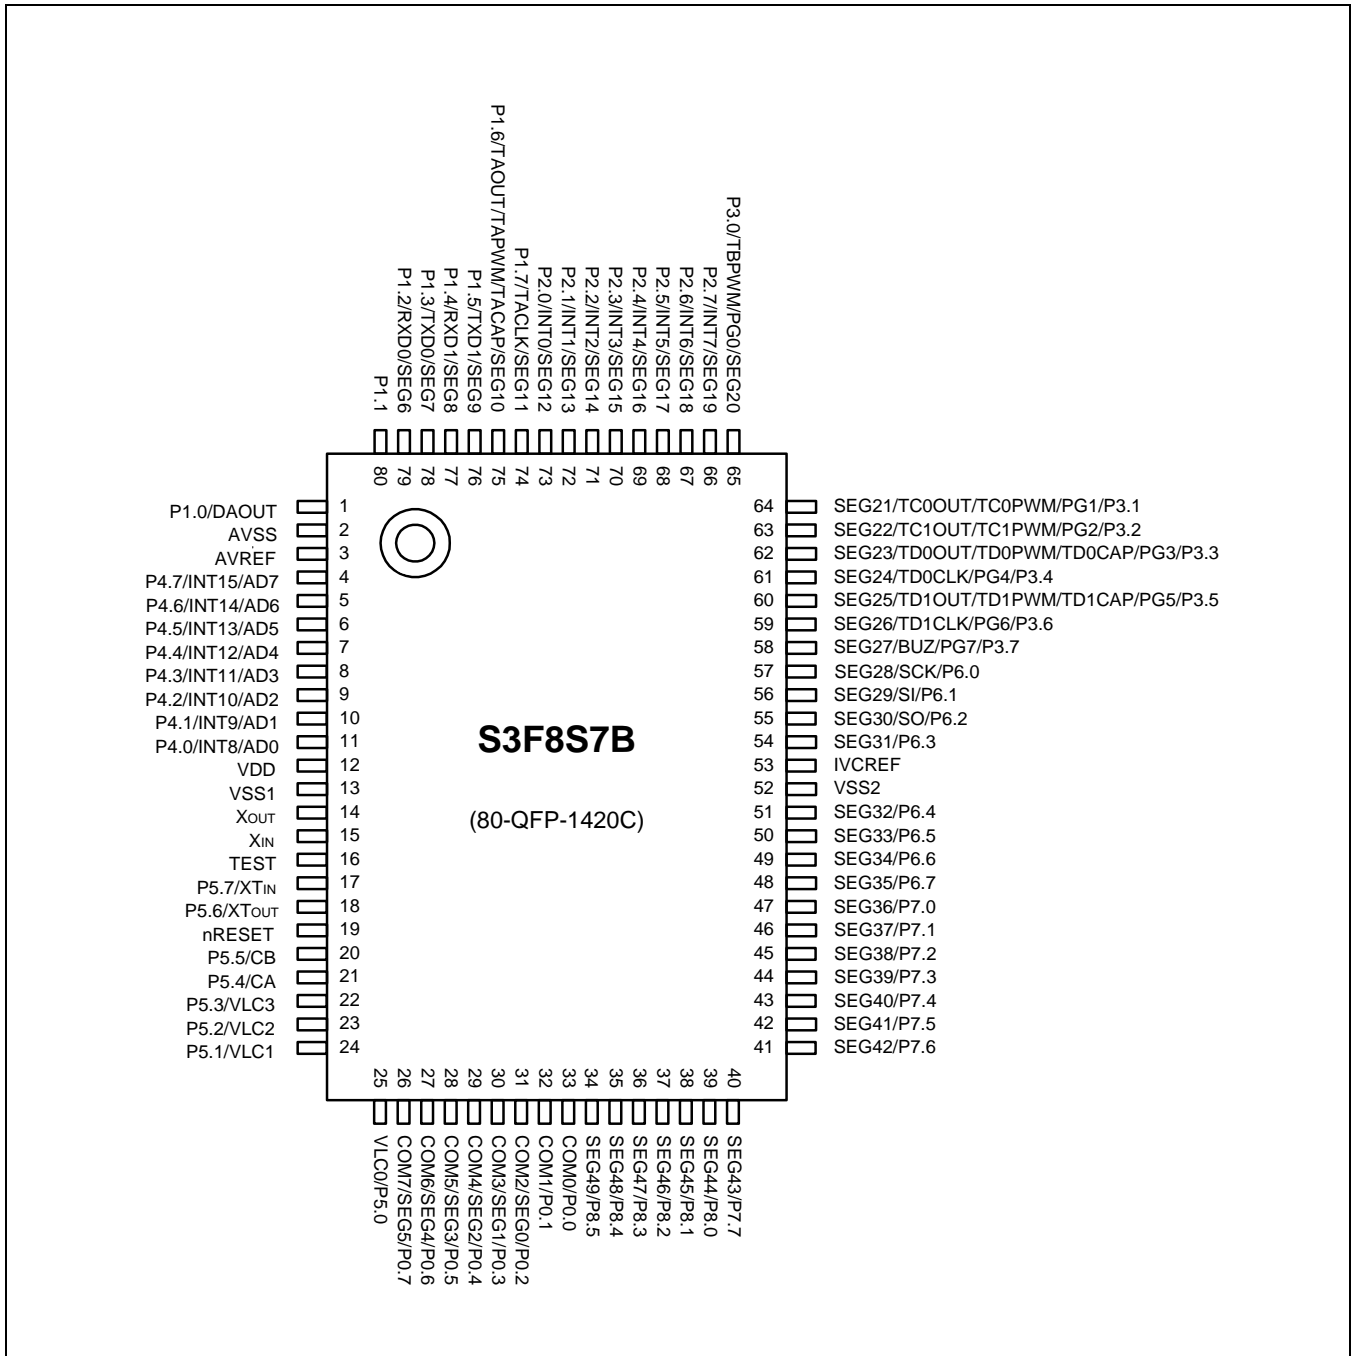 P1.1
P1.2/RXD0/SEG6
P1.3/TXD0/SEG7
P1.4/RXD1/SEG8
P1.5/TXD1/SEG9
P1.6/TAOUT/TAPWM/TACAP/SEG10
P1.7/TACLK/SEG11
P2.0/INT0/SEG12
P2.1/INT1/SEG13
P2.2/INT2/SEG14
P2.3/INT3/SEG15
P2.4/INT4/SEG16
P2.5/INT5/SEG17
P2.6/INT6/SEG18
P2.7/INT7/SEG19
P3.0/TBPWM/PG0/SEG20
80 79 78 77 76 75 74 73 72 71 70 69 68 67 66 65
P1.0/DAOUT 1
AVSS 2
AVREF 3
P4.7/INT15/AD7 4
P4.6/INT14/AD6 5
P4.5/INT13/AD5 6
P4.4/INT12/AD4 7
P4.3/INT11/AD3 8
P4.2/INT10/AD2 9
P4.1/INT9/AD1 10
P4.0/INT8/AD0 11
VDD 12
VSS1 13
XOUT 14
XIN 15
TEST 16
P5.7/XTIN 17
P5.6/XTOUT 18
nRESET 19
P5.5/CB 20
P5.4/CA 21
P5.3/VLC3 22
P5.2/VLC2 23
P5.1/VLC1 24
S3F8S7B
(80-QFP-1420C)
64 SEG21/TC0OUT/TC0PWM/PG1/P3.1
63 SEG22/TC1OUT/TC1PWM/PG2/P3.2
62 SEG23/TD0OUT/TD0PWM/TD0CAP/PG3/P3.3
61 SEG24/TD0CLK/PG4/P3.4
60 SEG25/TD1OUT/TD1PWM/TD1CAP/PG5/P3.5
59 SEG26/TD1CLK/PG6/P3.6
58 SEG27/BUZ/PG7/P3.7
57 SEG28/SCK/P6.0
56 SEG29/SI/P6.1
55 SEG30/SO/P6.2
54 SEG31/P6.3
53 IVCREF
52 VSS2
51 SEG32/P6.4
50 SEG33/P6.5
49 SEG34/P6.6
48 SEG35/P6.7
47 SEG36/P7.0
46 SEG37/P7.1
45 SEG38/P7.2
44 SEG39/P7.3
43 SEG40/P7.4
42 SEG41/P7.5
41 SEG42/P7.6
25 26 27 28 29 30 31 32 33 34 35 36 37 38 39 40
VLC0/P5.0
COM7/SEG5/P0.7
COM6/SEG4/P0.6
COM5/SEG3/P0.5
COM4/SEG2/P0.4
COM3/SEG1/P0.3
COM2/SEG0/P0.2
COM1/P0.1
COM0/P0.0
SEG49/P8.5
SEG48/P8.4
SEG47/P8.3
SEG46/P8.2
SEG45/P8.1
SEG44/P8.0
SEG43/P7.7